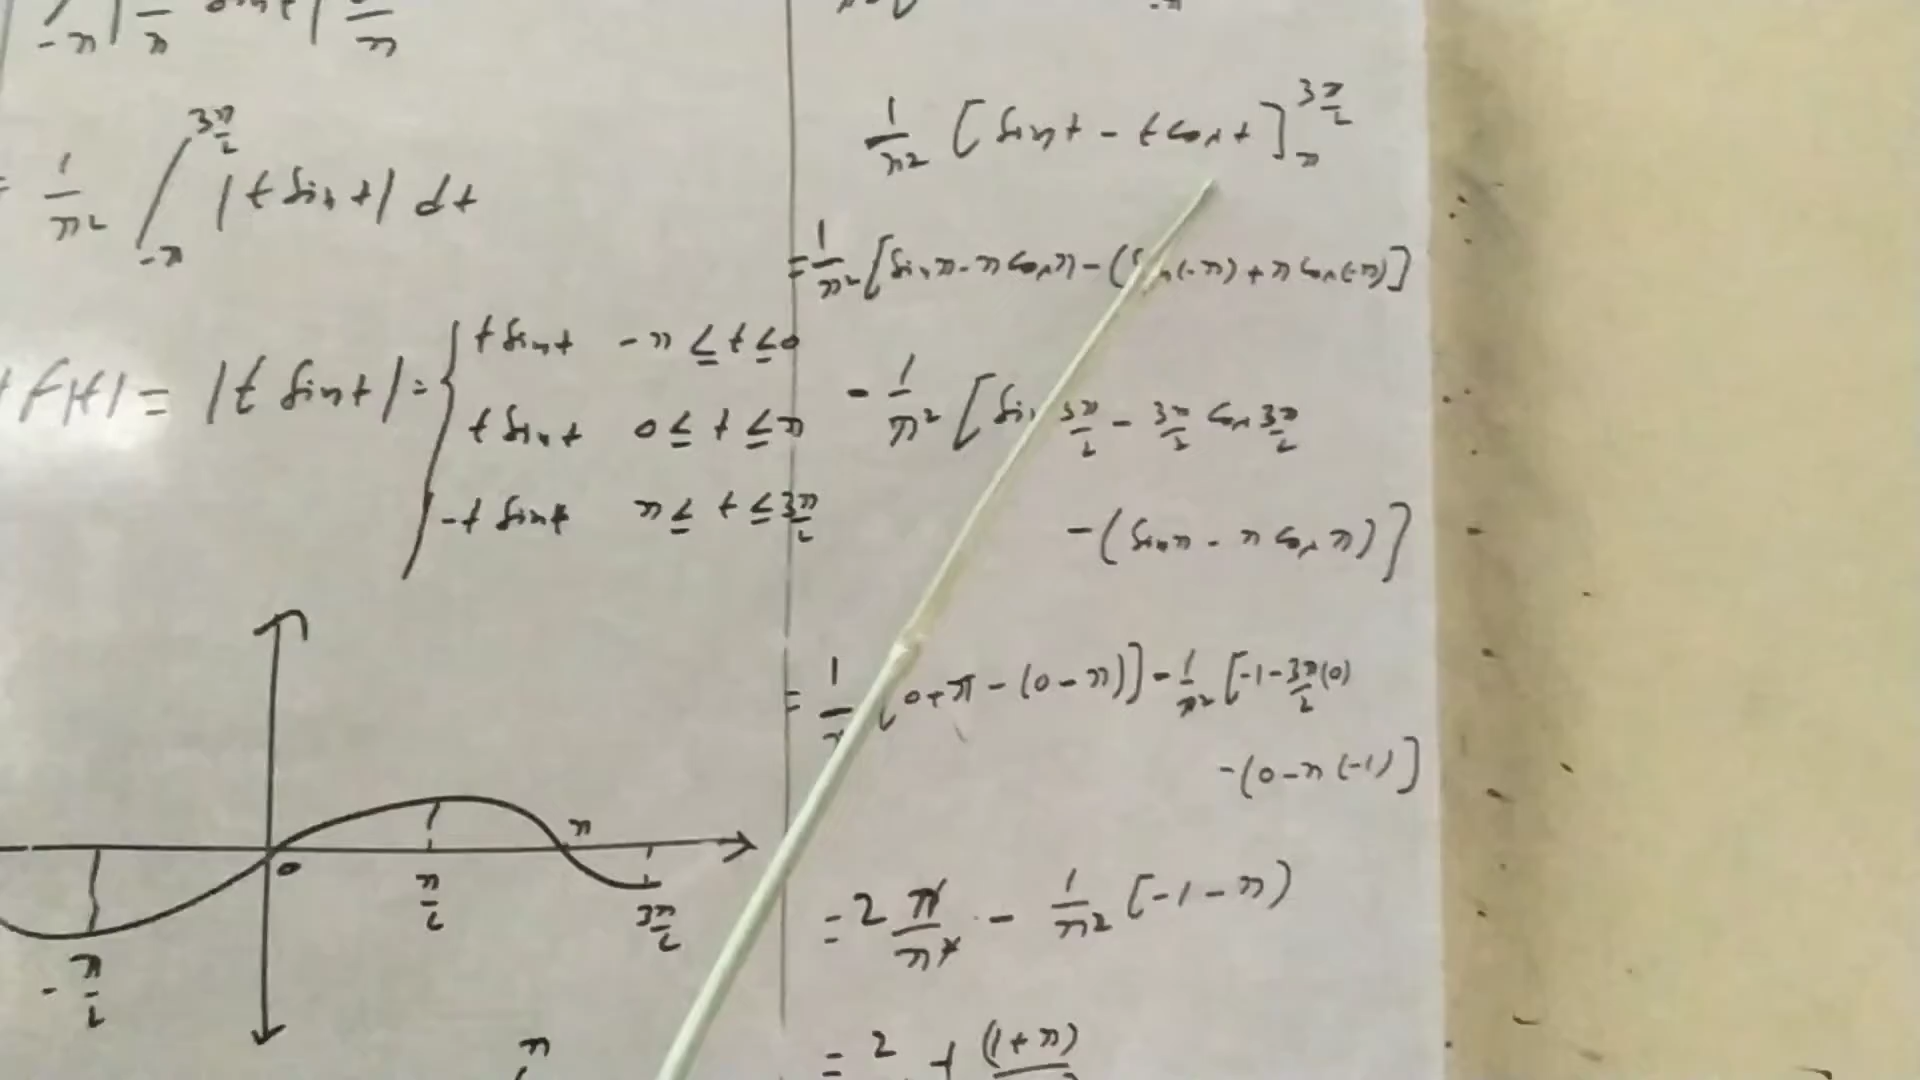 1/π² [sin t - t cos t]_π^{3π/2}
= 1/π² ∫_{-π}^{3π/2} |t sin t| dt
= 1/π² [sin π - π cos π - (sin(-π) + π cos(-π)]
|t sin t| = { t sin t  -π ≤ t ≤ 0
t sin t  0 ≤ t ≤ π
-t sin t  π ≤ t ≤ 3π/2
- 1/π² [sin 3π/2 - 3π/2 cos 3π/2
-(sin π - π cos π)]
0
π/2
π
3π/2
-π/2
π
[0+π-(0-π)] - 1/π² [-1-3π/2(0)
-(0-π(-1)]
= 2 π/π² - 1/π² [-1-π)
= 2 + (1+π)